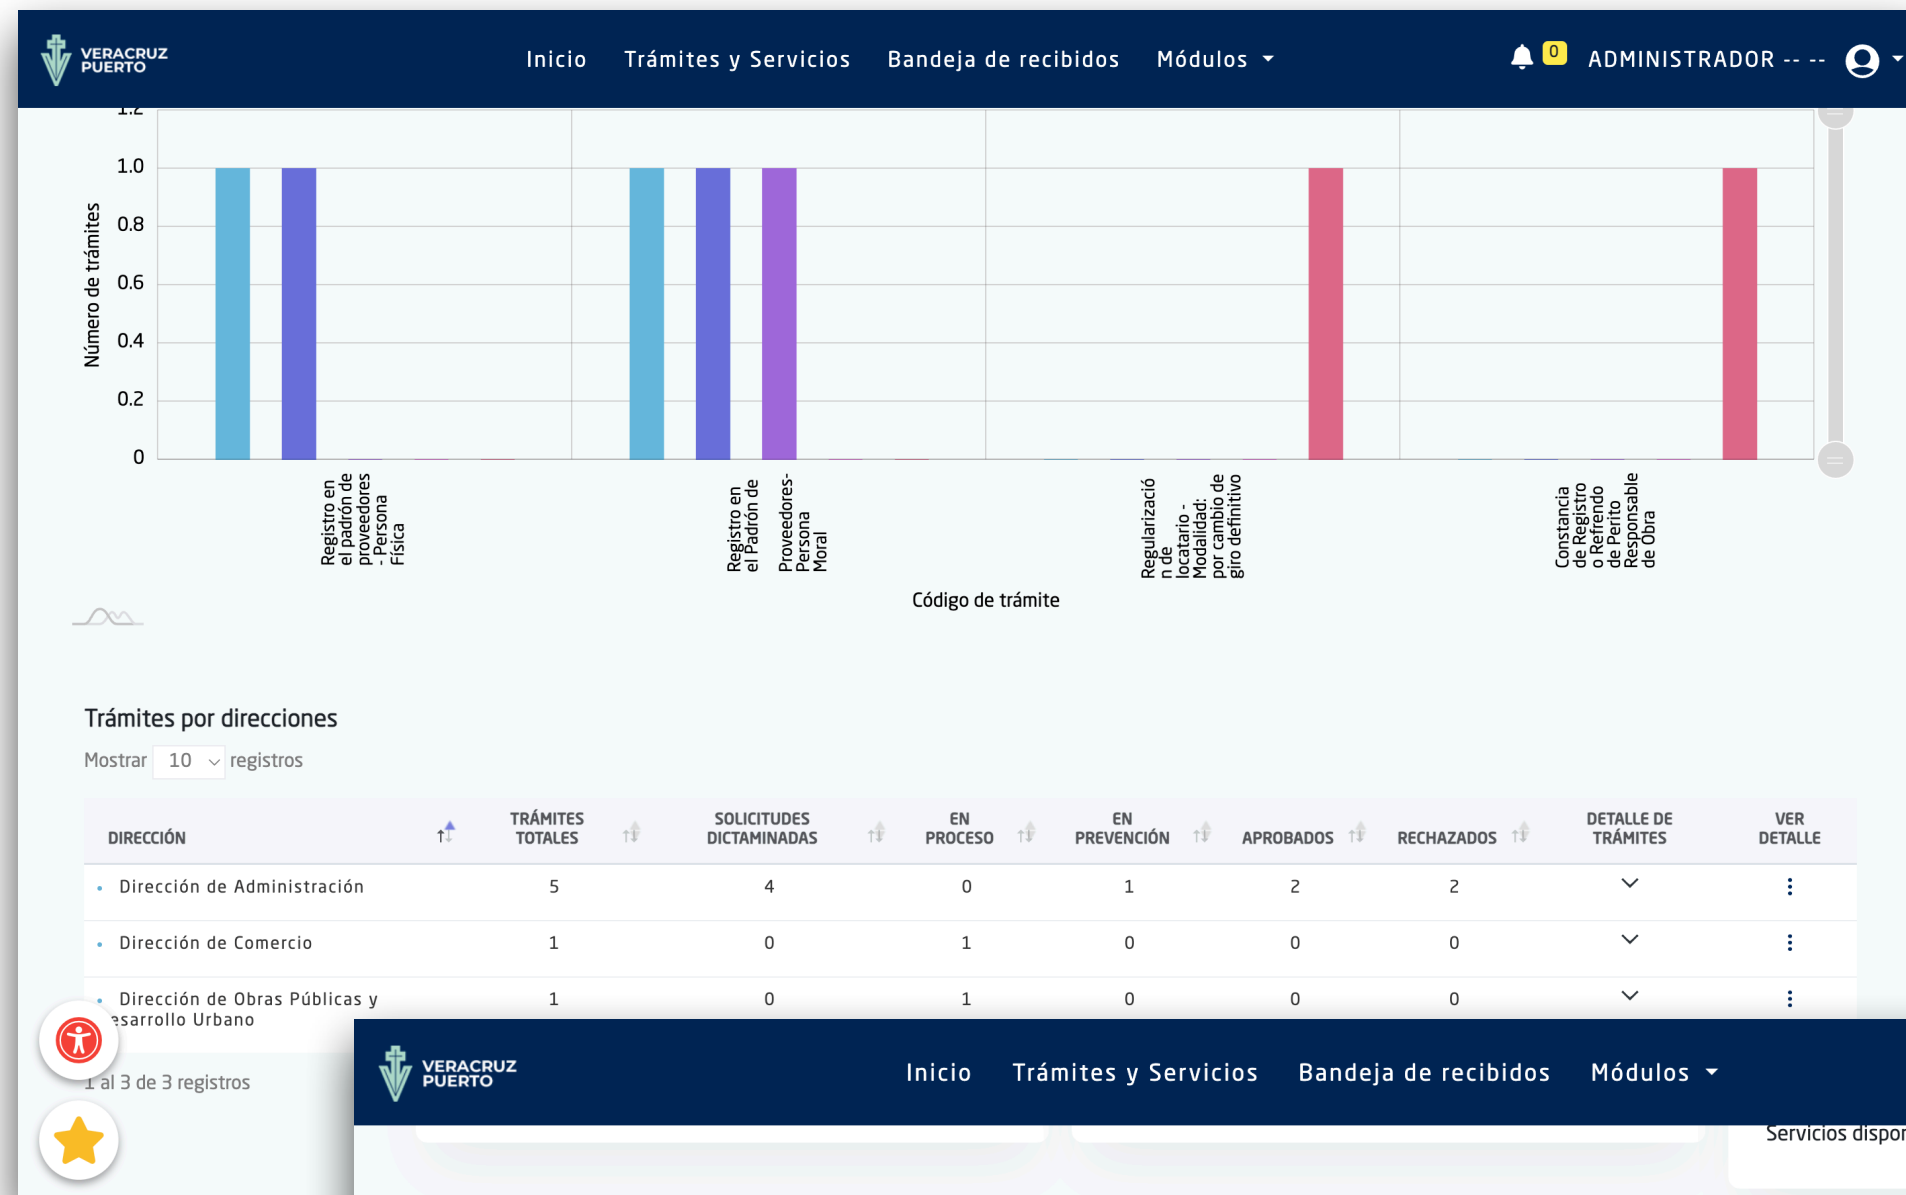 VERACRUZ
PUERTO
Inicio Trámites y Servicios Bandeja de recibidos Módulos
0 ADMINISTRADOR -- --
1.2
1.0
0.8
0.6
0.4
0.2
0
Número de trámites
Registro en
el padrón de
proveedores
- Persona
Física
Registro en
el Padrón de
Proveedores-
Persona
Moral
Regularizació
n de
locatario -
Modalidad:
por cambio de
giro definitivo
Constancia
de Registro
o Refrendo
de Perito
Responsable
de Obra
Código de trámite
Trámites por direcciones
Mostrar 10 registros
DIRECCIÓN TRÁMITES TOTALES SOLICITUDES DICTAMINADAS EN PROCESO EN PREVENCIÓN APROBADOS RECHAZADOS DETALLE DE TRÁMITES VER DETALLE
Dirección de Administración 5 4 0 1 2 2
Dirección de Comercio 1 0 1 0 0 0
Dirección de Obras Públicas y 1 0 1 0 0 0
esarrollo Urbano
1 al 3 de 3 registros
VERACRUZ
PUERTO
Inicio Trámites y Servicios Bandeja de recibidos Módulos
Servicios dispon